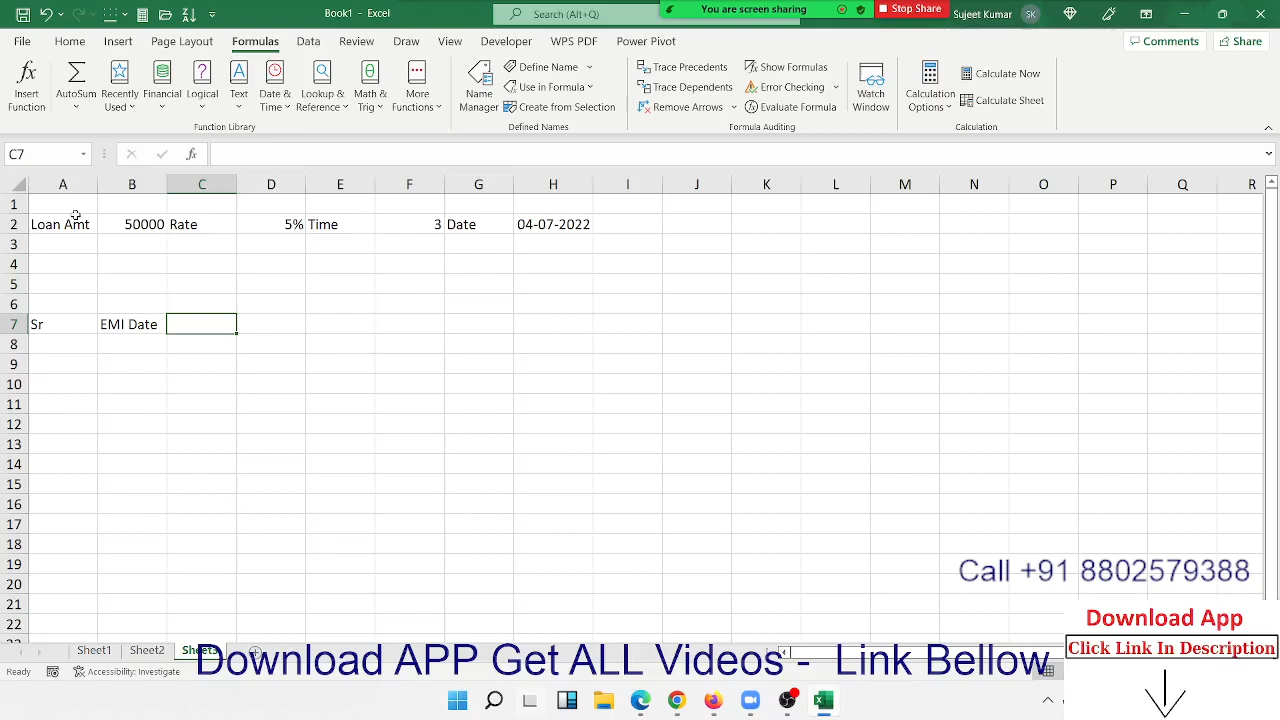 Book1 - Excel
Search (Alt+Q)
You are screen sharing
Stop Share
Sujeet Kumar
SK
File
Home
Insert
Page Layout
Formulas
Data
Review
View
Developer
WPS PDF
Draw
Power Pivot
Comments
Share
Insert Function
AutoSum
Recently Used
Financial
Logical
Text
Date & Time
Lookup & Reference
Math & Trig
More Functions
Function Library
Name Manager
Define Name
Use in Formula
Create from Selection
Defined Names
Trace Precedents
Trace Dependents
Remove Arrows
Show Formulas
Error Checking
Evaluate Formula
Formula Auditing
Watch Window
Calculation Options
Calculate Now
Calculate Sheet
Calculation
C7
fx
A B C D E F G H I J K L M N O P Q R
1
2 Loan Amt 50000 Rate 5% Time 3 Date 04-07-2022
3
4
5
6
7 Sr EMI Date
8
9
10
11
12
13
14
15
16
17
18
19
20
21
22
Call +91 8802579388
Download App
Click Link In Description
Sheet1 Sheet2 Sheet3
Download APP Get ALL Videos - Link Bellow
Ready
Accessibility: Investigate